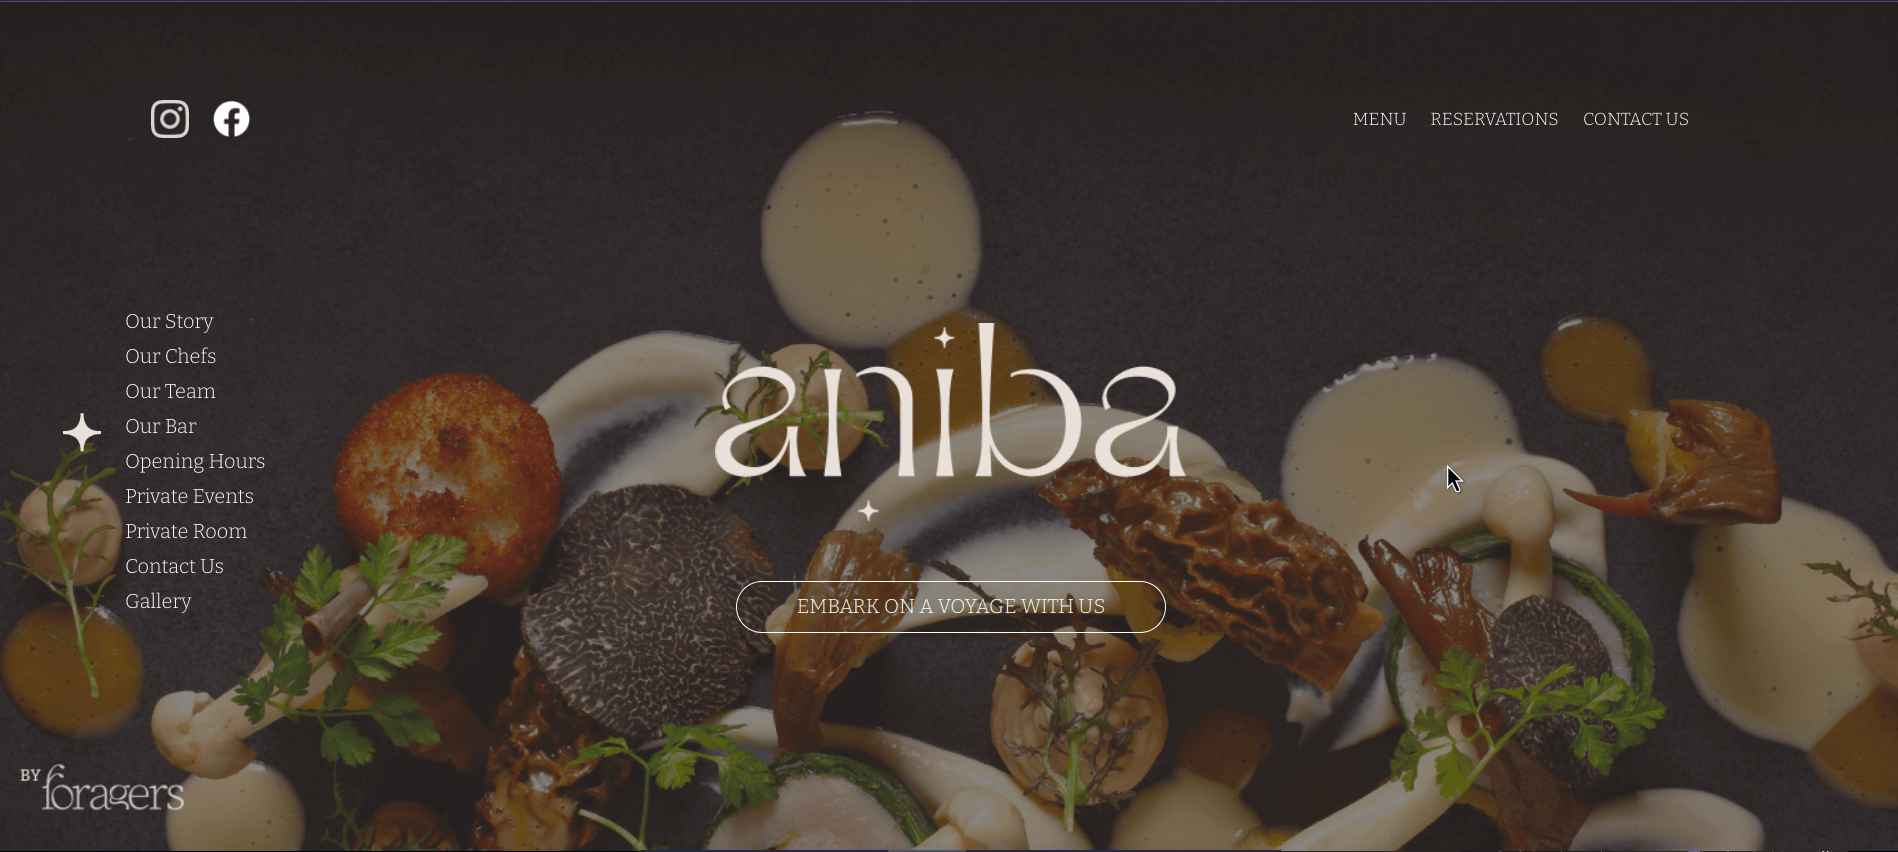 MENU RESERVATIONS CONTACT US
Our Story
Our Chefs
Our Team
Our Bar
Opening Hours
Private Events
Private Room
Contact Us
Gallery
aniba
EMBARK ON A VOYAGE WITH US
BY foragers